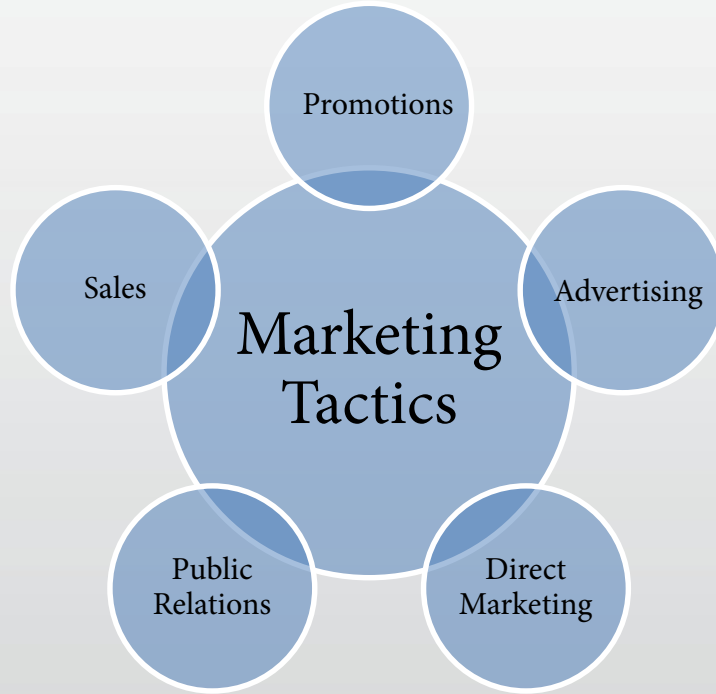 Promotions
Sales
Advertising
Marketing
Tactics
Public
Relations
Direct
Marketing